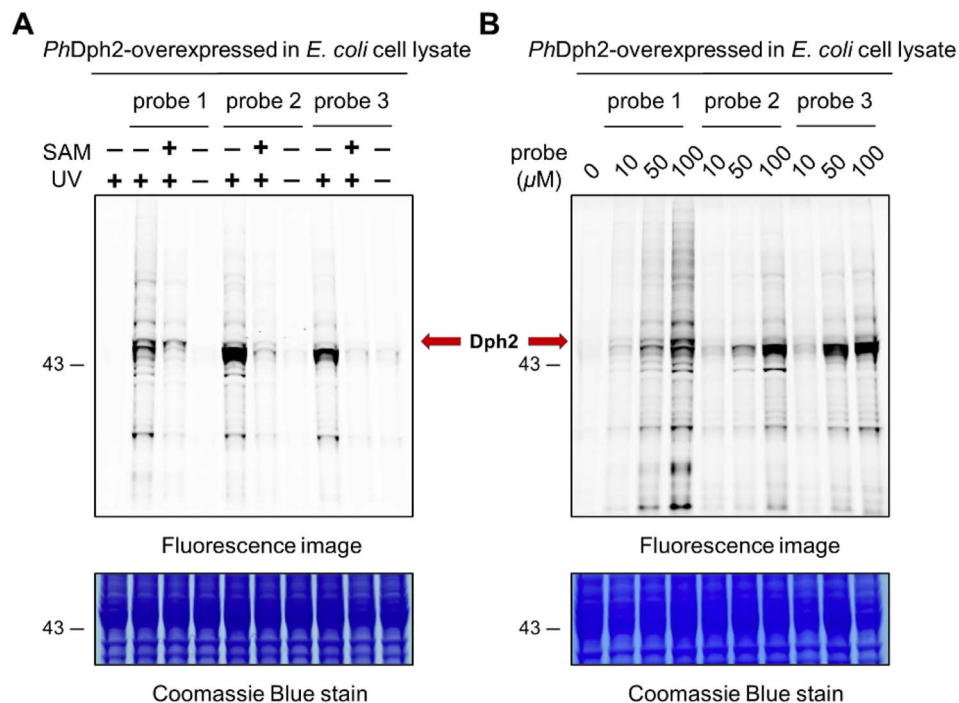 A
PhDph2-overexpressed in E. coli cell lysate
probe 1 probe 2 probe 3
SAM − − + − − + − − + −
UV + + + − + + − + + −
43 −
Fluorescence image
43 −
Coomassie Blue stain
Dph2
B
PhDph2-overexpressed in E. coli cell lysate
probe 1 probe 2 probe 3
probe
(µM) 0 10 50 100 10 50 100 10 50 100
43 −
Fluorescence image
43 −
Coomassie Blue stain